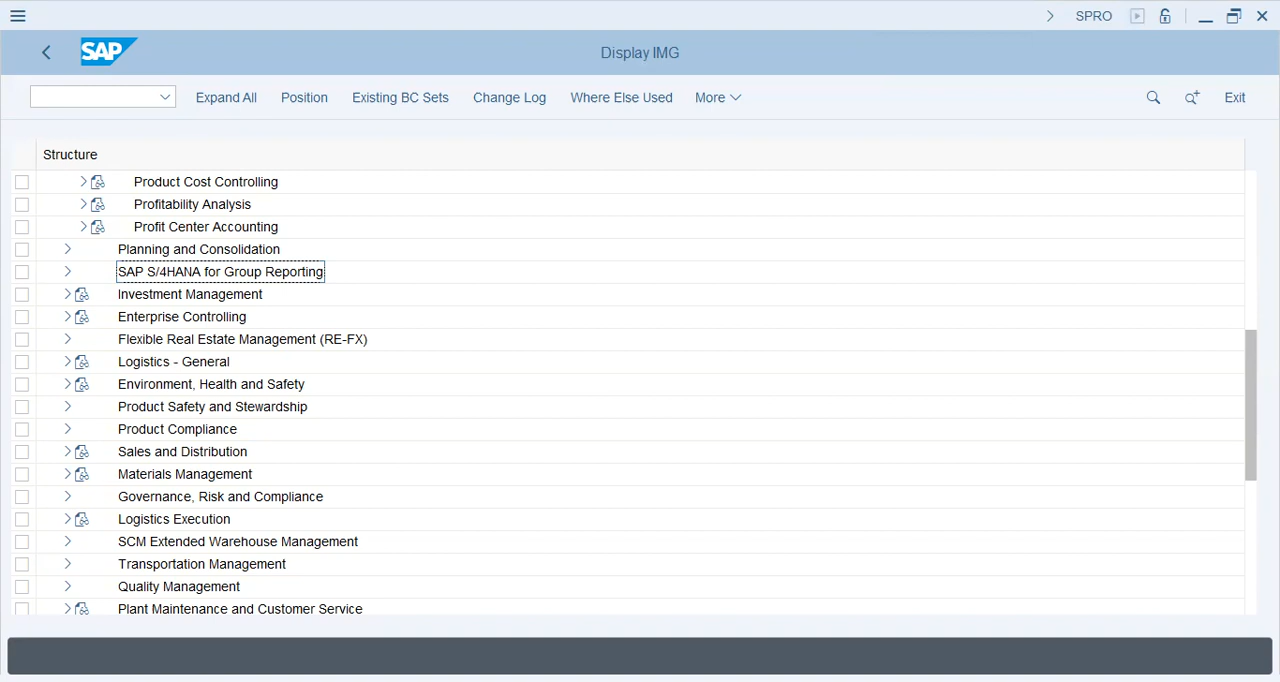 SPRO
SAP
Display IMG
Expand All Position Existing BC Sets Change Log Where Else Used More Exit
Structure
Product Cost Controlling
Profitability Analysis
Profit Center Accounting
Planning and Consolidation
SAP S/4HANA for Group Reporting
Investment Management
Enterprise Controlling
Flexible Real Estate Management (RE-FX)
Logistics - General
Environment, Health and Safety
Product Safety and Stewardship
Product Compliance
Sales and Distribution
Materials Management
Governance, Risk and Compliance
Logistics Execution
SCM Extended Warehouse Management
Transportation Management
Quality Management
Plant Maintenance and Customer Service